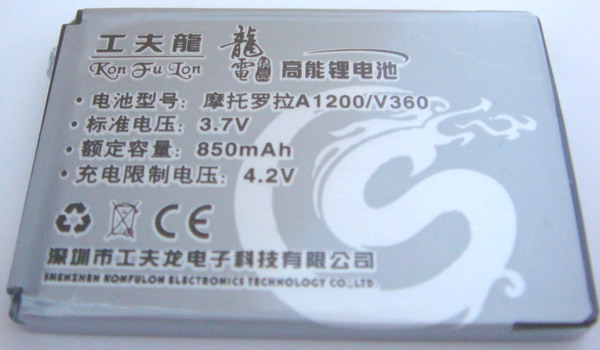 工夫龍 龍電 精品 高能锂电池
Kon Fu Lon
·电池型号：摩托罗拉A1200/V360
·标准电压：3.7V
·额定容量：850mAh
·充电限制电压：4.2V
CE
深圳市工夫龙电子科技有限公司
SHENZHEN KONFULON ELECTRONICS TECHNOLOGY CO.,LTD.